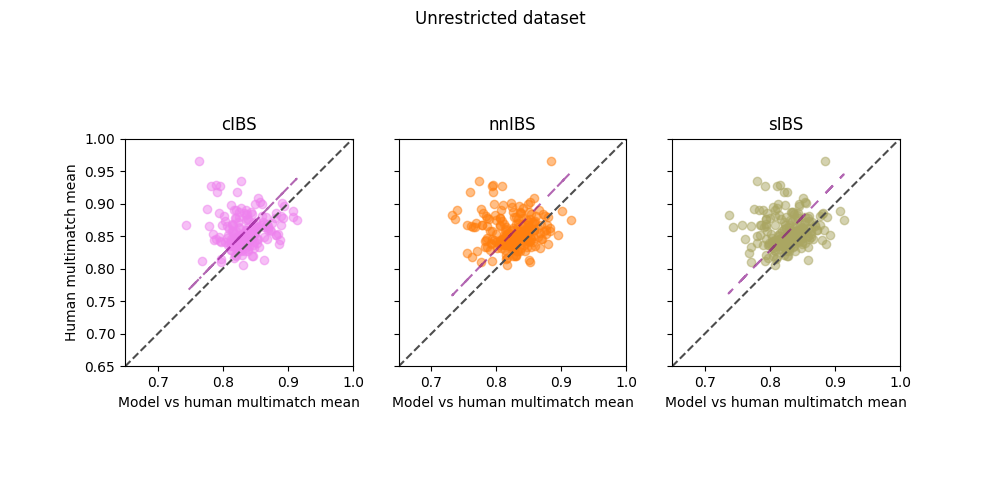 Unrestricted dataset
cIBS
nnIBS
sIBS
1.00
0.95
0.90
0.85
0.80
0.75
0.70
0.65
Human multimatch mean
0.7 0.8 0.9 1.0
0.7 0.8 0.9 1.0
0.7 0.8 0.9 1.0
Model vs human multimatch mean
Model vs human multimatch mean
Model vs human multimatch mean